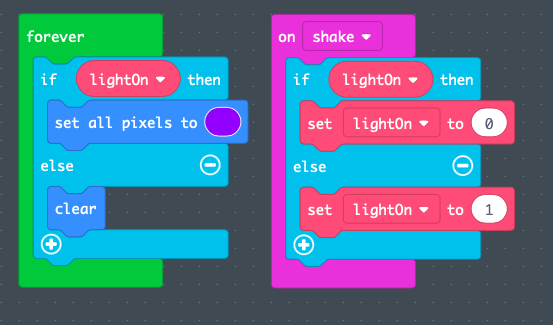 forever
if lightOn then
set all pixels to
else
clear
on shake
if lightOn then
set lightOn to 0
else
set lightOn to 1